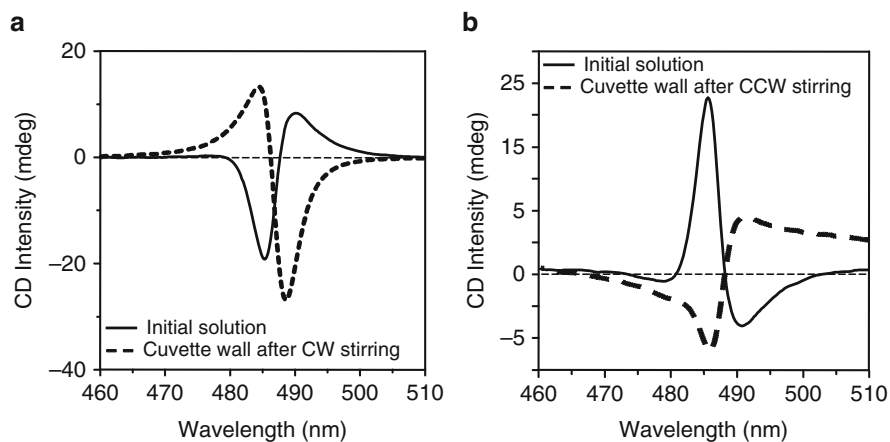 a
20
0
–20
–40
CD Intensity (mdeg)
Initial solution
Cuvette wall after CW stirring
460 470 480 490 500 510
Wavelength (nm)
b
25
15
5
0
–5
CD Intensity (mdeg)
Initial solution
Cuvette wall after CCW stirring
460 470 480 490 500 510
Wavelength (nm)